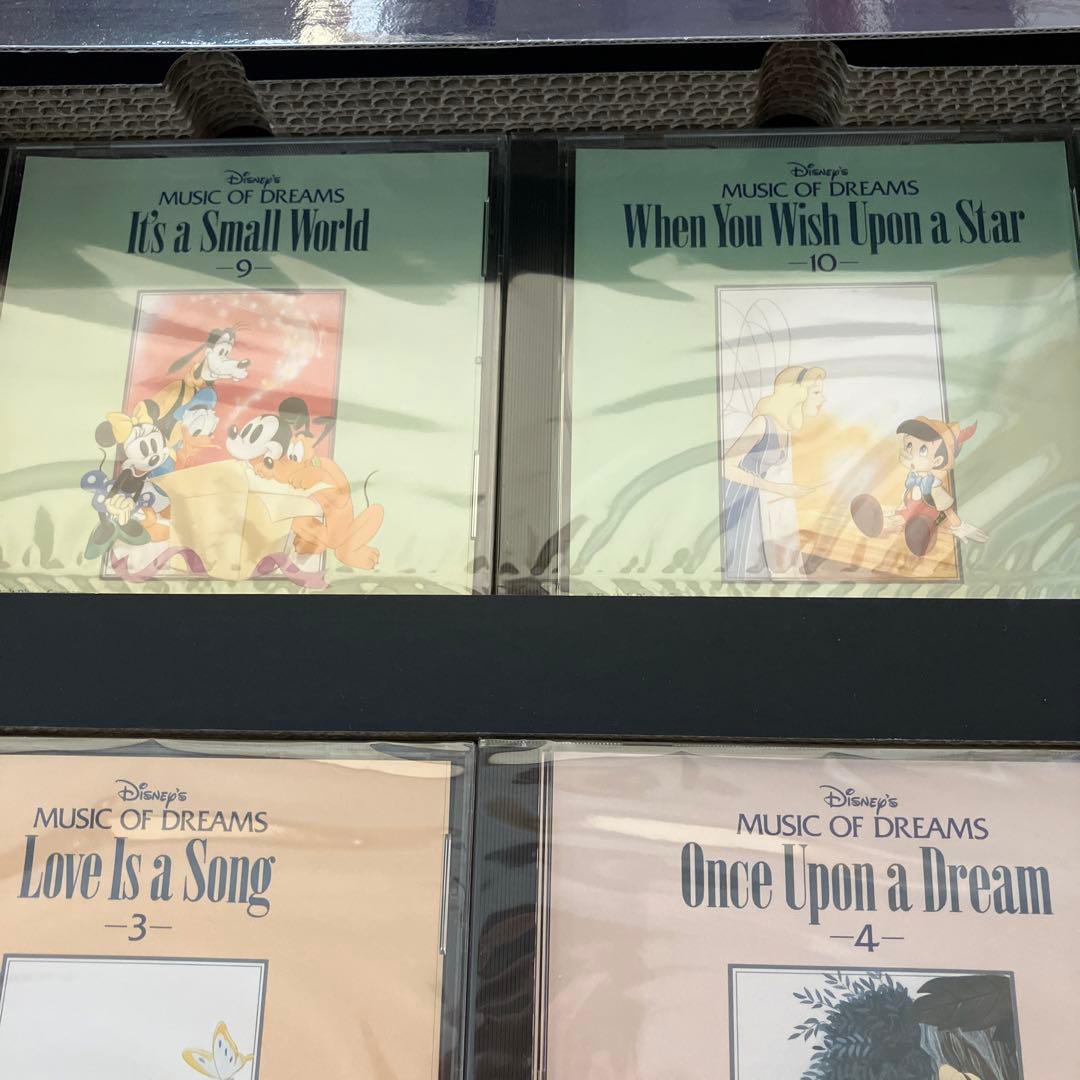 Disney's
MUSIC OF DREAMS
It's a Small World
—9—
Disney's
MUSIC OF DREAMS
When You Wish Upon a Star
—10—
Disney's
MUSIC OF DREAMS
Love Is a Song
—3—
Disney's
MUSIC OF DREAMS
Once Upon a Dream
—4—